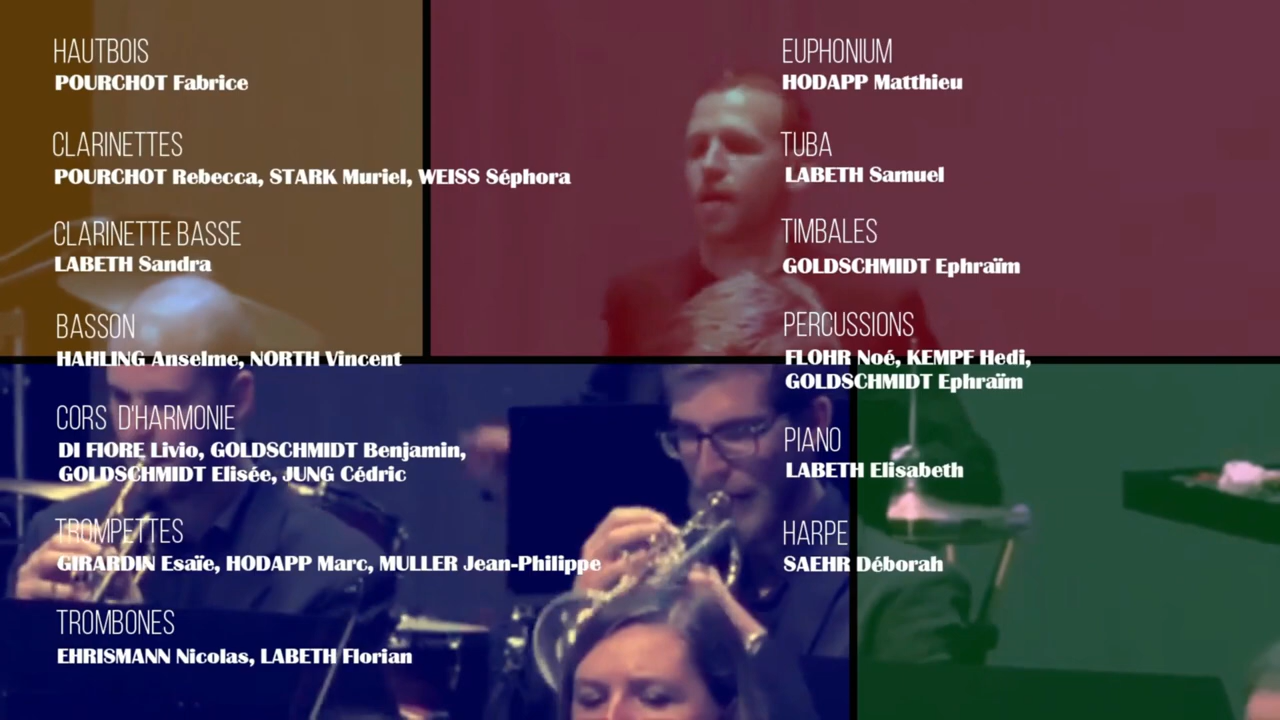 HAUTBOIS
POURCHOT Fabrice
CLARINETTES
POURCHOT Rebecca, STARK Muriel, WEISS Séphora
CLARINETTE BASSE
LABETH Sandra
BASSON
HAHLING Anselme, NORTH Vincent
CORS D'HARMONIE
DI FIORE Livio, GOLDSCHMIDT Benjamin,
GOLDSCHMIDT Elisée, JUNG Cédric
TROMPETTES
GIRARDIN Esaïe, HODAPP Marc, MULLER Jean-Philippe
TROMBONES
EHRISMANN Nicolas, LABETH Florian
EUPHONIUM
HODAPP Matthieu
TUBA
LABETH Samuel
TIMBALES
GOLDSCHMIDT Ephraïm
PERCUSSIONS
FLOHR Noé, KEMPF Hedi,
GOLDSCHMIDT Ephraïm
PIANO
LABETH Elisabeth
HARPE
SAEHR Déborah